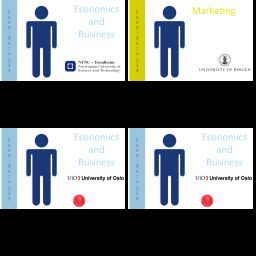 Economics
and
Business
NTNU – Trondheim
Norwegian University of
Science and Technology
Marketing
UNIVERSITY OF BERGEN
Economics
and
Business
UiO University of Oslo
Economics
and
Business
UiO University of Oslo